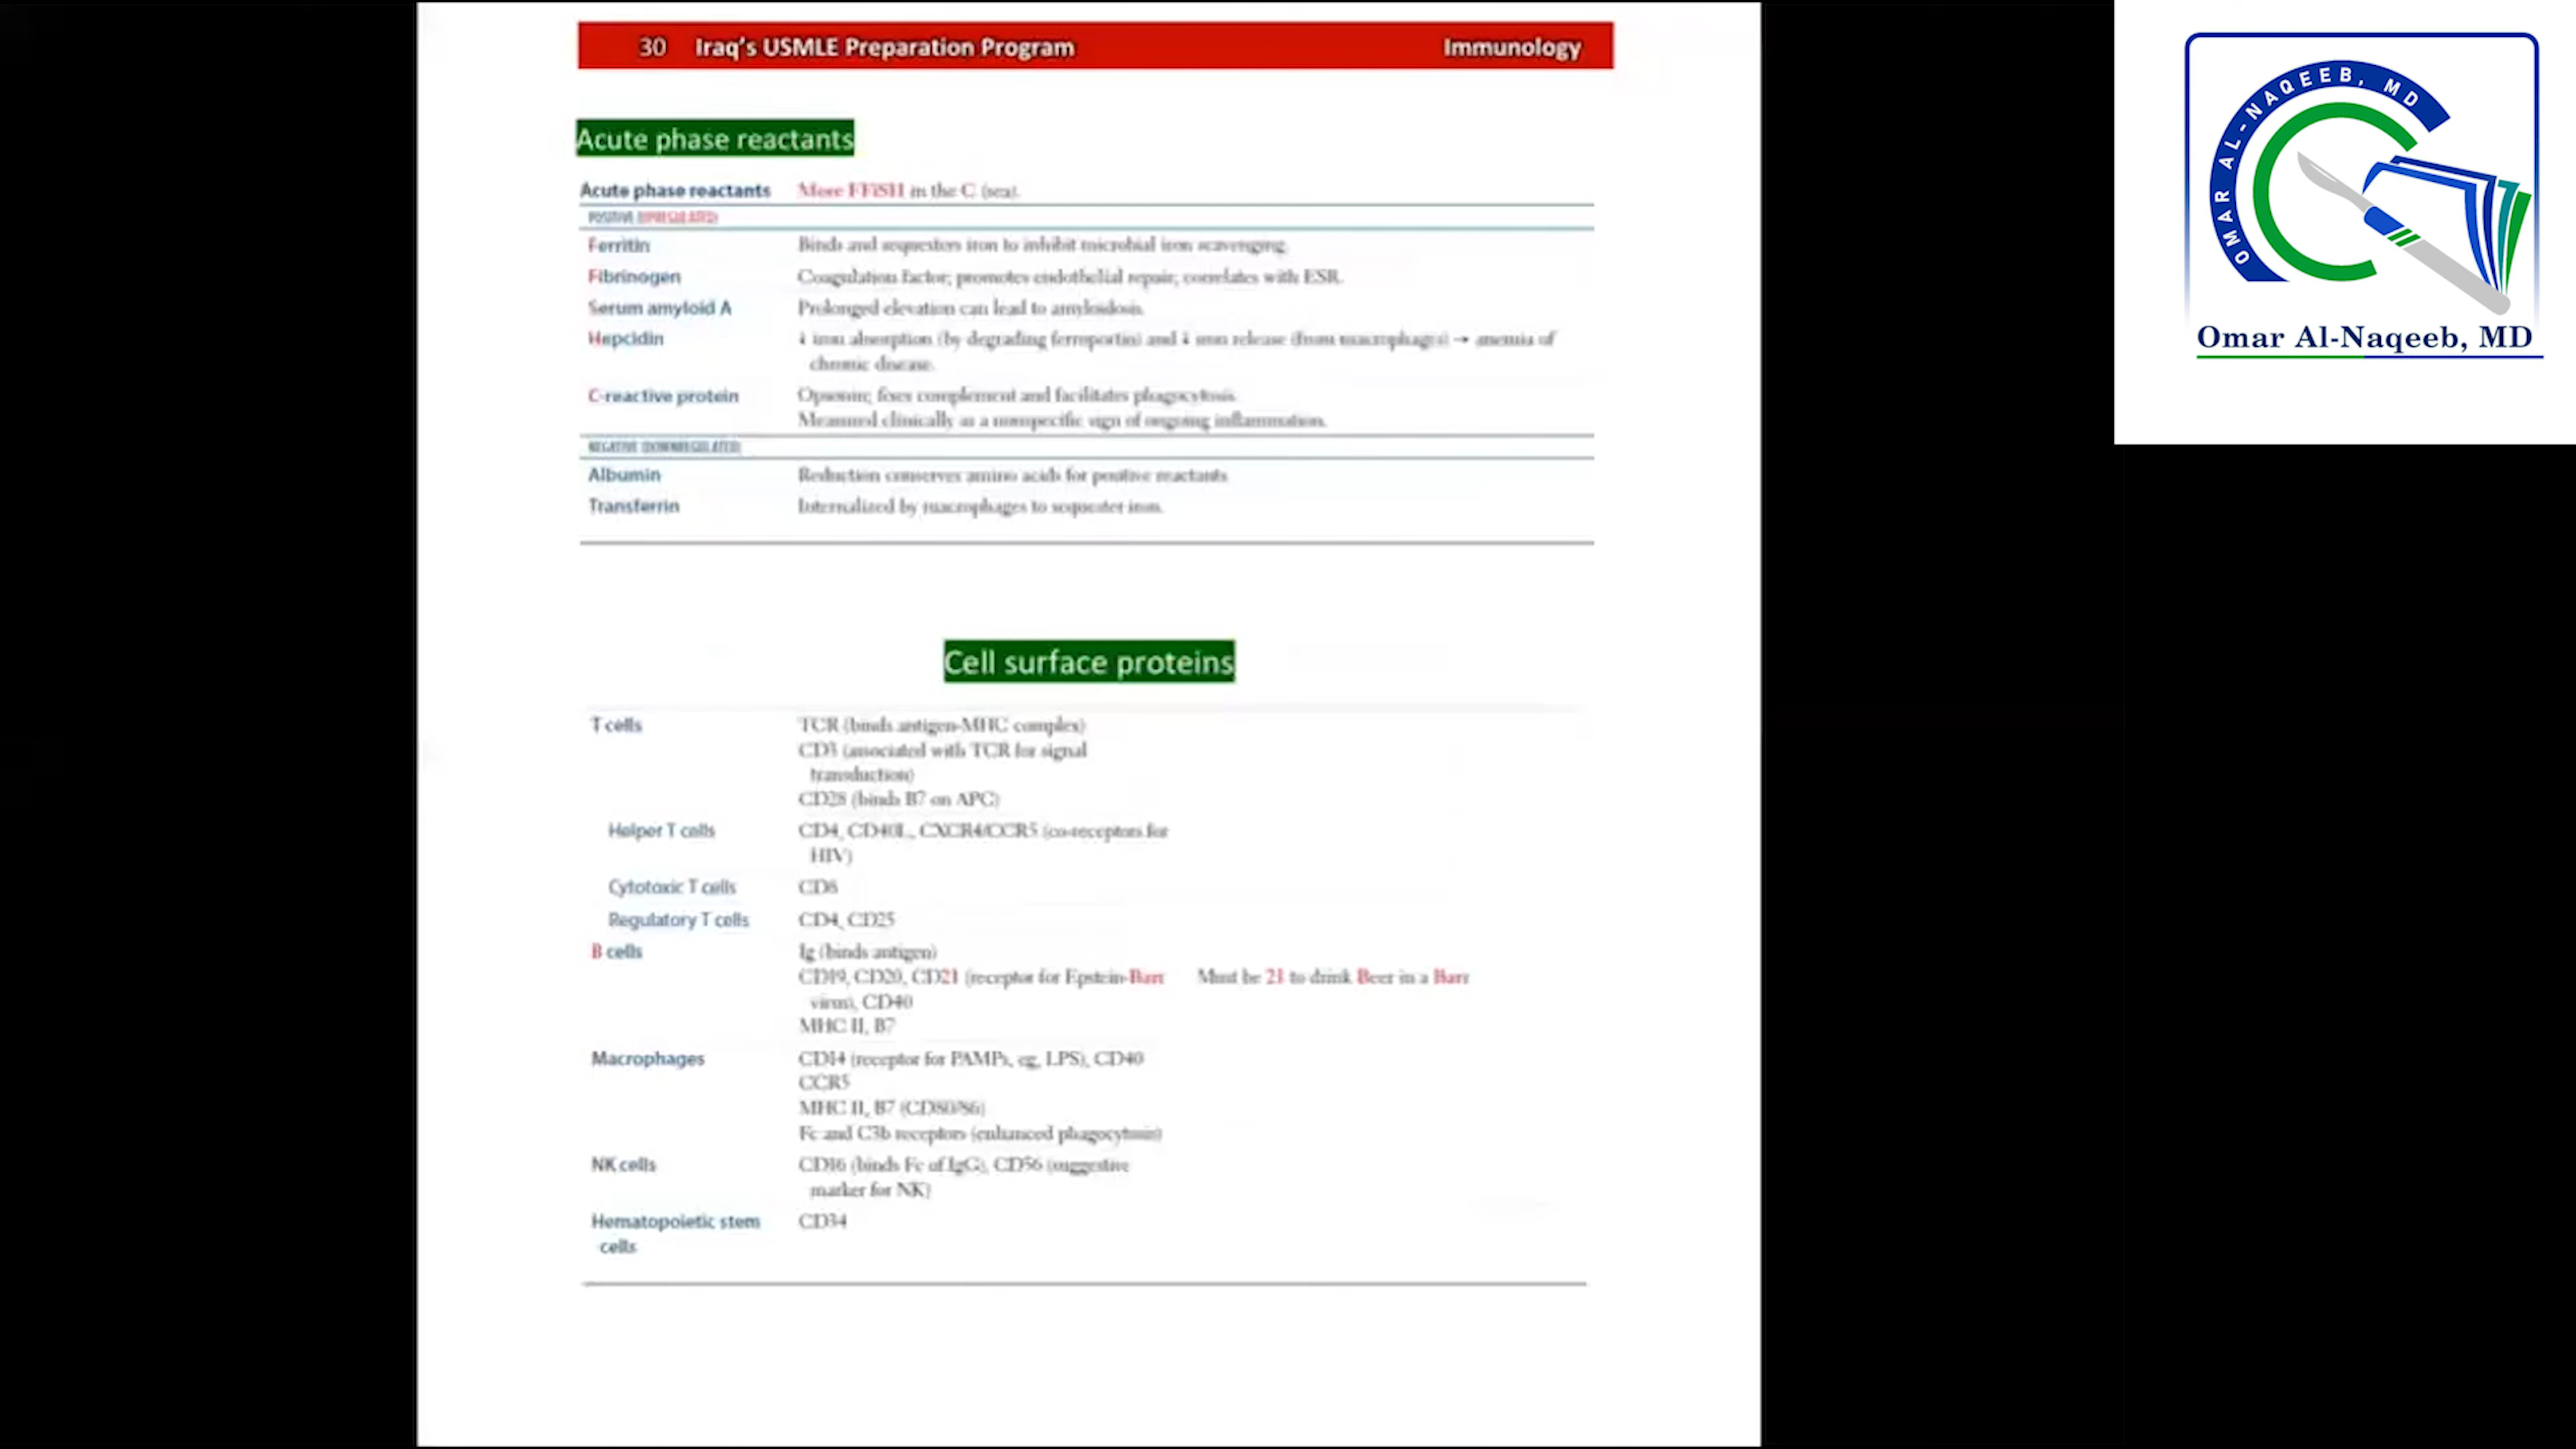 30 Iraq's USMLE Preparation Program Immunology
OMAR AL-NAQEEB, MD
Omar Al-Naqeeb, MD
Acute phase reactants
Acute phase reactants More FFiSH in the C (sea).
POSITIVE (UPREGULATED)
Ferritin Binds and sequesters iron to inhibit microbial iron scavenging.
Fibrinogen Coagulation factor; promotes endothelial repair; correlates with ESR.
Serum amyloid A Prolonged elevation can lead to amyloidosis.
Hepcidin ↓ iron absorption (by degrading ferroportin) and ↓ iron release (from macrophages) → anemia of
chronic disease.
C-reactive protein Opsonin; fixes complement and facilitates phagocytosis.
Measured clinically as a nonspecific sign of ongoing inflammation.
NEGATIVE (DOWNREGULATED)
Albumin Reduction conserves amino acids for positive reactants.
Transferrin Internalized by macrophages to sequester iron.
Cell surface proteins
T cells TCR (binds antigen-MHC complex)
CD3 (associated with TCR for signal
transduction)
CD28 (binds B7 on APC)
Helper T cells CD4, CD40L, CXCR4/CCR5 (co-receptors for
HIV)
Cytotoxic T cells CD8
Regulatory T cells CD4, CD25
B cells Ig (binds antigen)
CD19, CD20, CD21 (receptor for Epstein-Barr Must be 21 to drink Beer in a Barr
virus), CD40
MHC II, B7
Macrophages CD14 (receptor for PAMPs, eg, LPS), CD40
CCR5
MHC II, B7 (CD80/86)
Fc and C3b receptors (enhanced phagocytosis)
NK cells CD16 (binds Fc of IgG), CD56 (suggestive
marker for NK)
Hematopoietic stem CD34
cells